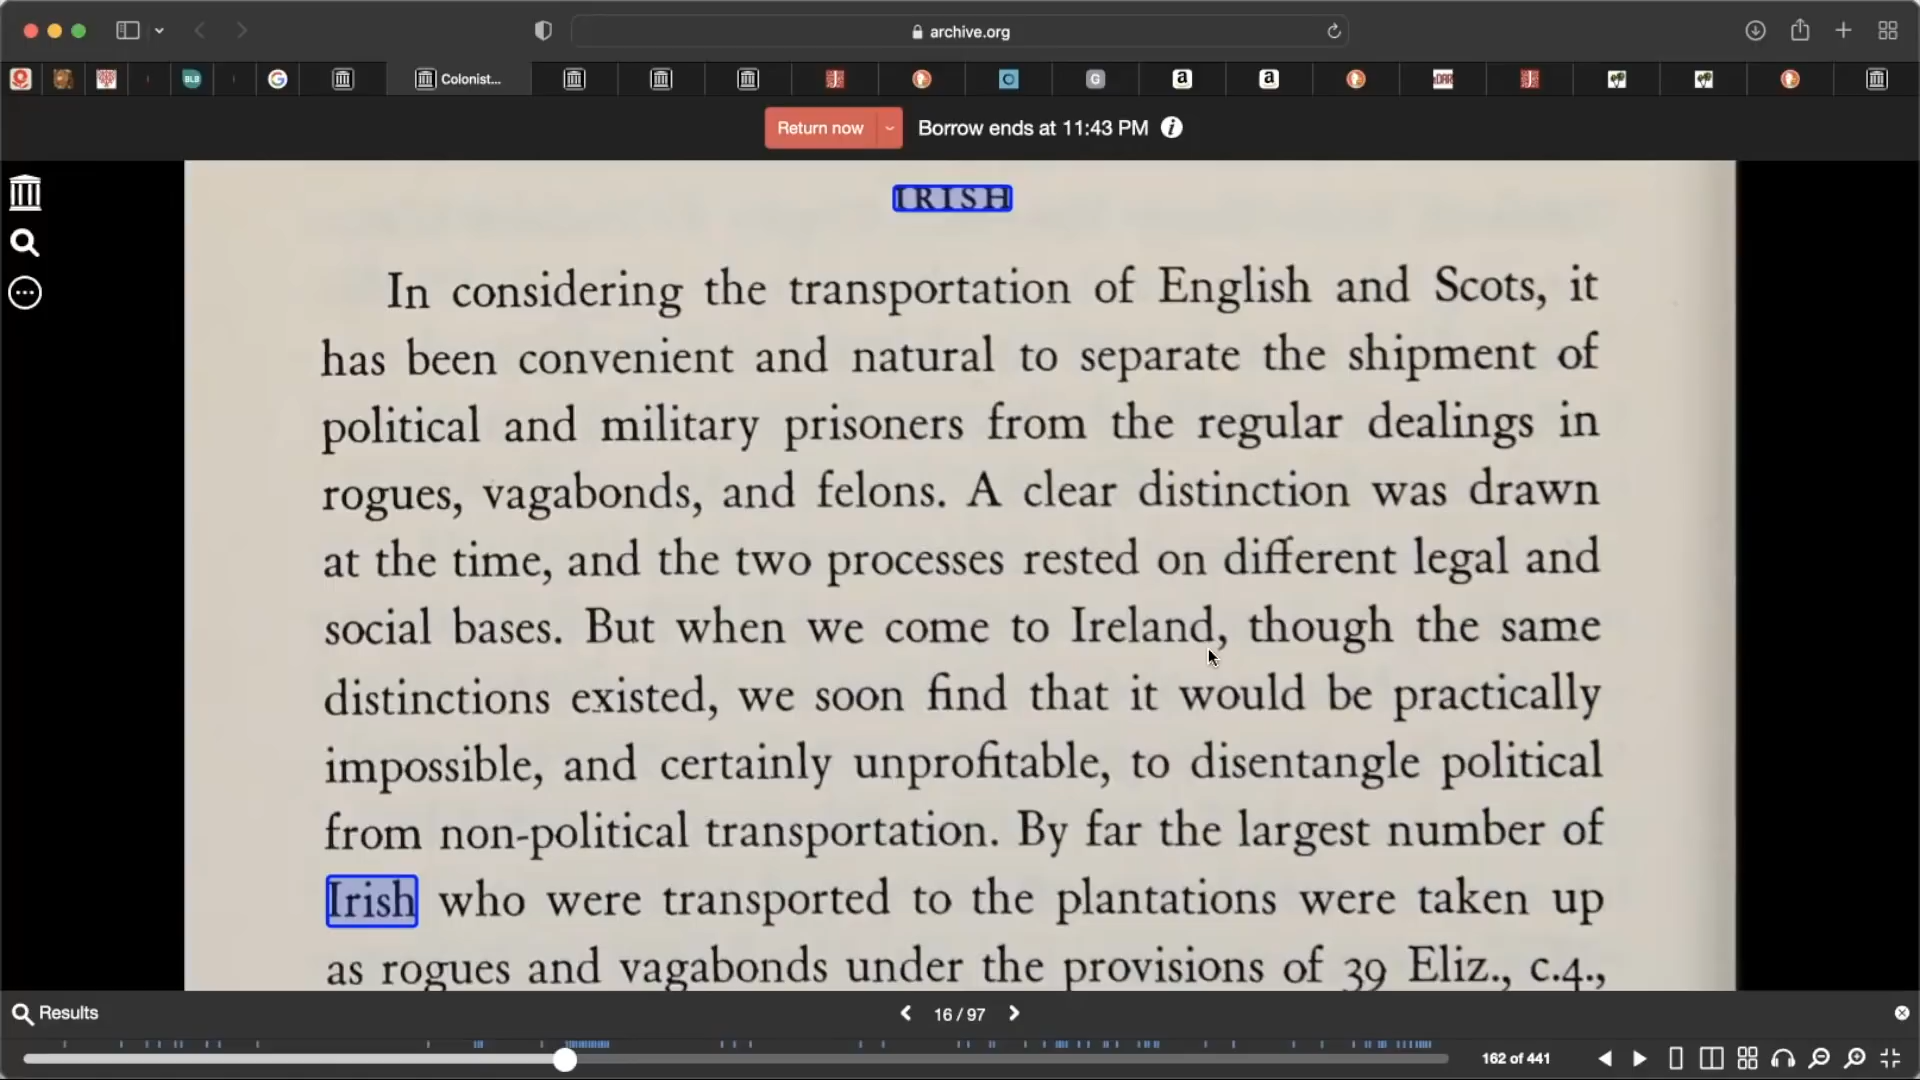 archive.org
BLB
G
Colonist...
G
a
a
DAR
Return now
Borrow ends at 11:43 PM i
IRISH
In considering the transportation of English and Scots, it
has been convenient and natural to separate the shipment of
political and military prisoners from the regular dealings in
rogues, vagabonds, and felons. A clear distinction was drawn
at the time, and the two processes rested on different legal and
social bases. But when we come to Ireland, though the same
distinctions existed, we soon find that it would be practically
impossible, and certainly unprofitable, to disentangle political
from non-political transportation. By far the largest number of
Irish who were transported to the plantations were taken up
as rogues and vagabonds under the provisions of 39 Eliz., c.4.,
Results
16 / 97
162 of 441